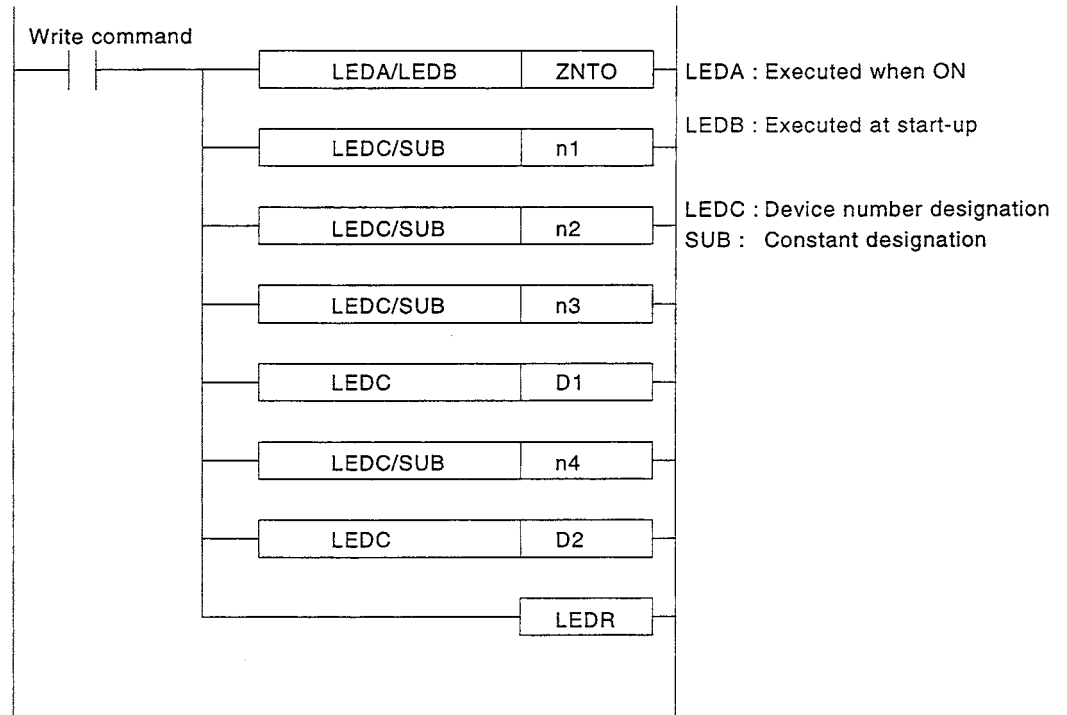 Write command
LEDA/LEDB ZNTO LEDA : Executed when ON
LEDB : Executed at start-up
LEDC/SUB n1
LEDC : Device number designation
LEDC/SUB n2
SUB : Constant designation
LEDC/SUB n3
LEDC D1
LEDC/SUB n4
LEDC D2
LEDR